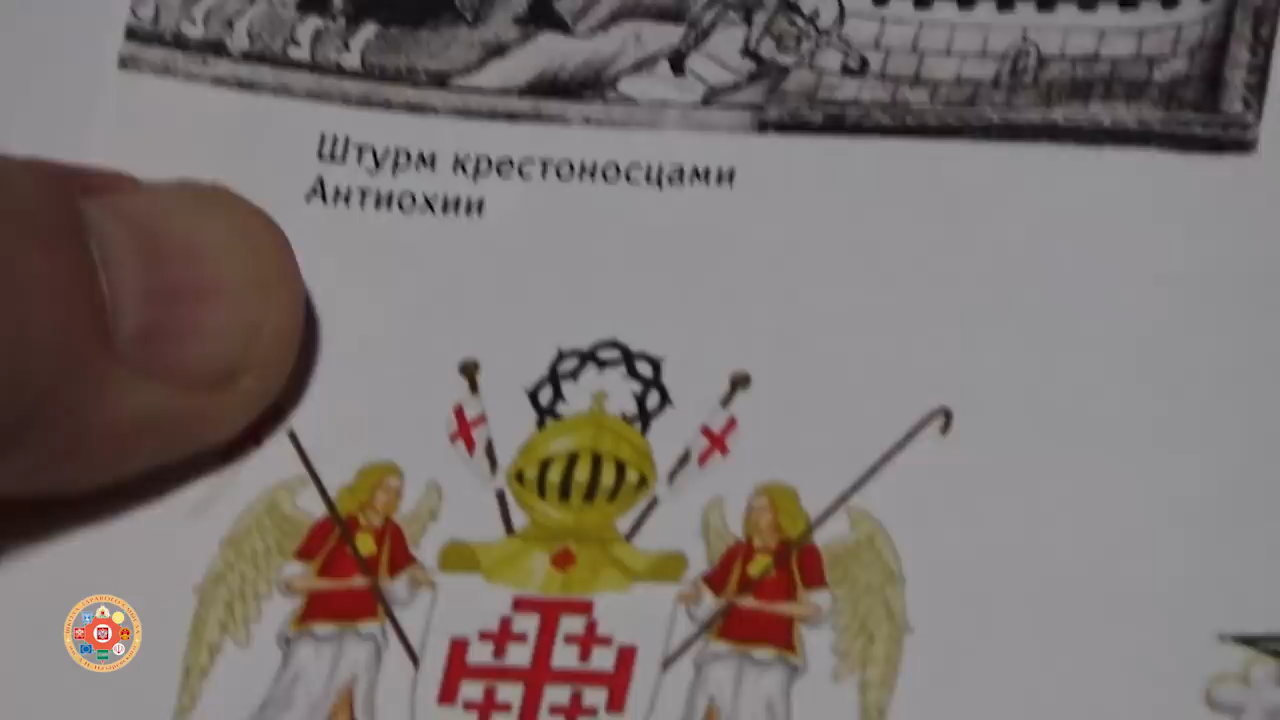 Штурм крестоносцами
Антиохии